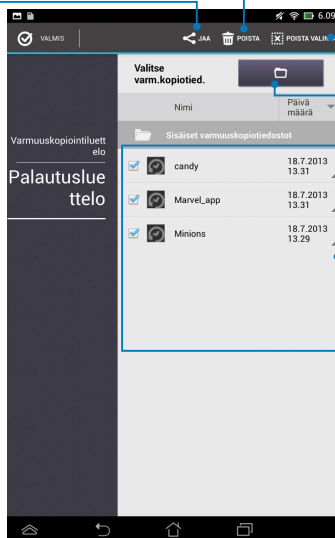 6.09
VALMIS
JAA
POISTA
POISTA VALIN
Valitse
varm.kopiotied.
Nimi
Päivä
määrä
Varmuuskopiointiluett
elo
Palautuslue
ttelo
Sisäiset varmuuskopiotiedostot
candy
18.7.2013
13.31
Marvel_app
18.7.2013
13.31
Minions
18.7.2013
13.29